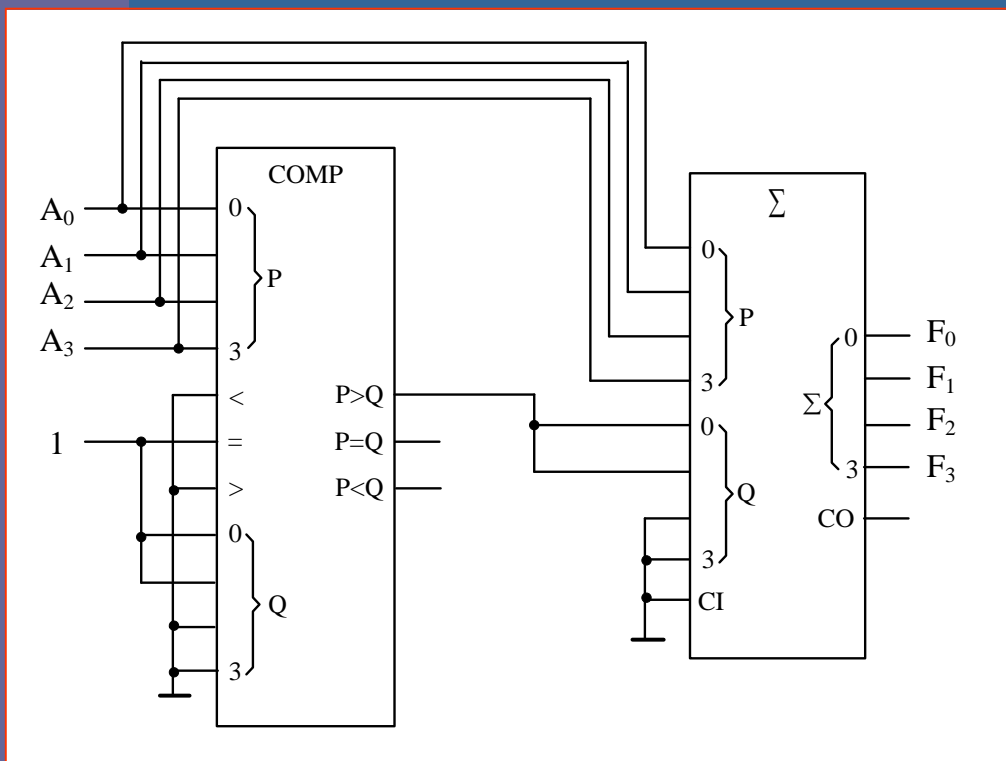 COMP
A₀
A₁
A₂
A₃
0
P
3
<
1
=
>
0
Q
3
P>Q
P=Q
P<Q
Σ
0
P
3
0
Q
3
CI
Σ
0
3
CO
F₀
F₁
F₂
F₃